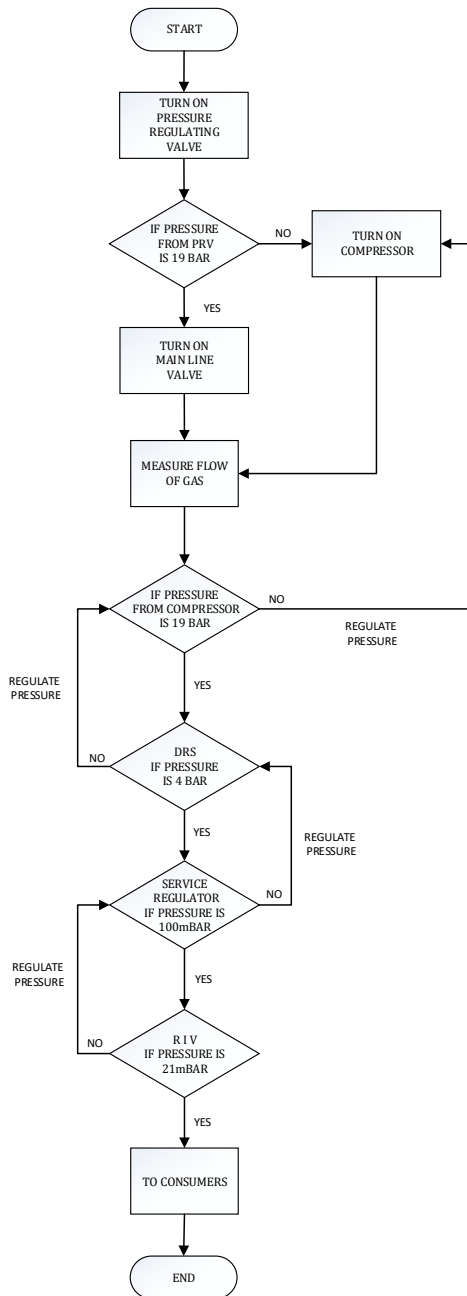 START
TURN ON
PRESSURE
REGULATING
VALVE
IF PRESSURE
FROM PRV
IS 19 BAR
NO
TURN ON
COMPRESSOR
YES
TURN ON
MAIN LINE
VALVE
MEASURE FLOW
OF GAS
IF PRESSURE
FROM COMPRESSOR
IS 19 BAR
NO
REGULATE
PRESSURE
REGULATE
PRESSURE
YES
DRS
IF PRESSURE
IS 4 BAR
NO
YES
REGULATE
PRESSURE
SERVICE
REGULATOR
IF PRESSURE IS
100mBAR
NO
REGULATE
PRESSURE
YES
R I V
IF PRESSURE IS
21mBAR
NO
YES
TO CONSUMERS
END